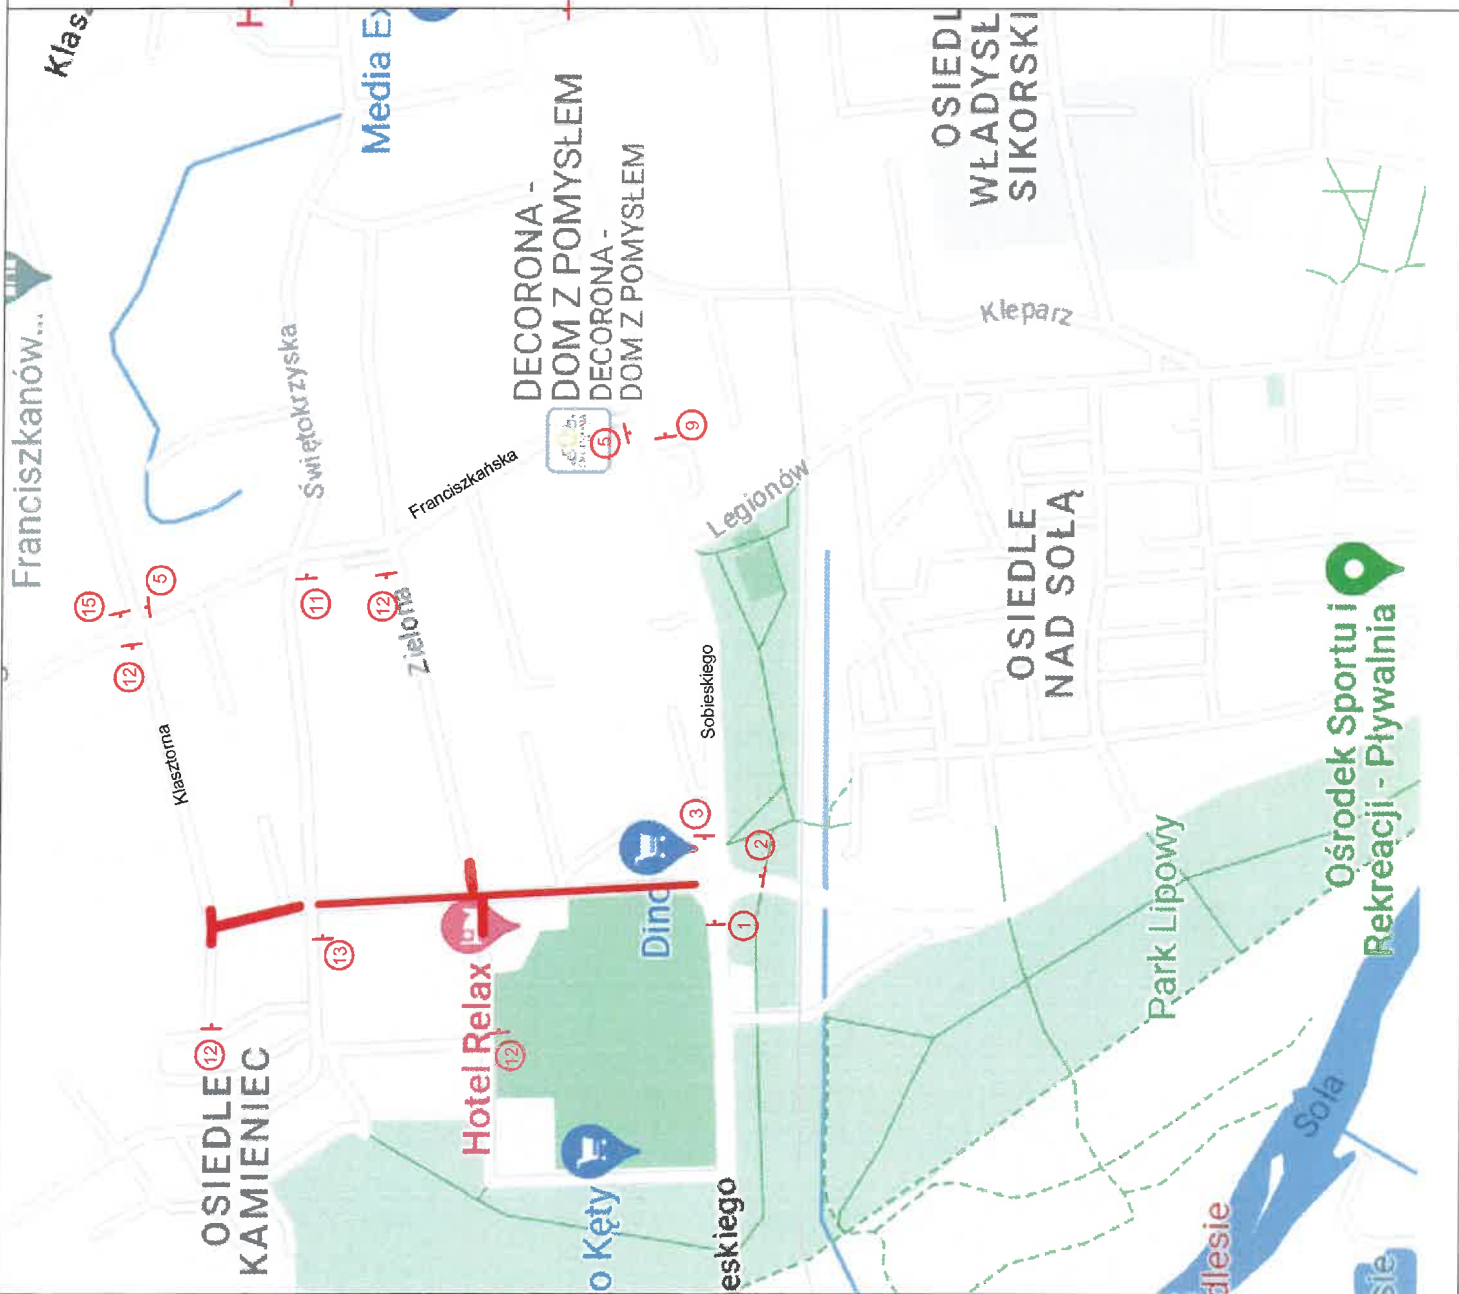 Klas
Franciszkanów...
Media Ex
Świętokrzyska
DECORONA -
DOM Z POMYSŁEM
DECORONA -
DOM Z POMYSŁEM
OSIEDL
WŁADYSŁ
SIKORSKI
Kleparz
Franciszkańska
5
9
Legionów
15
5
12
11
12
Zielona
Klasztorna
Sobieskiego
OSIEDLE
NAD SOŁĄ
Ośrodek Sportu i
Rekreacji - Pływalnia
3
2
1
Dino
13
Hotel Relax
12
12
OSIEDLE
KAMIENIEC
o Kęty
eskiego
Park Lipowy
Soła
dlesie
sie